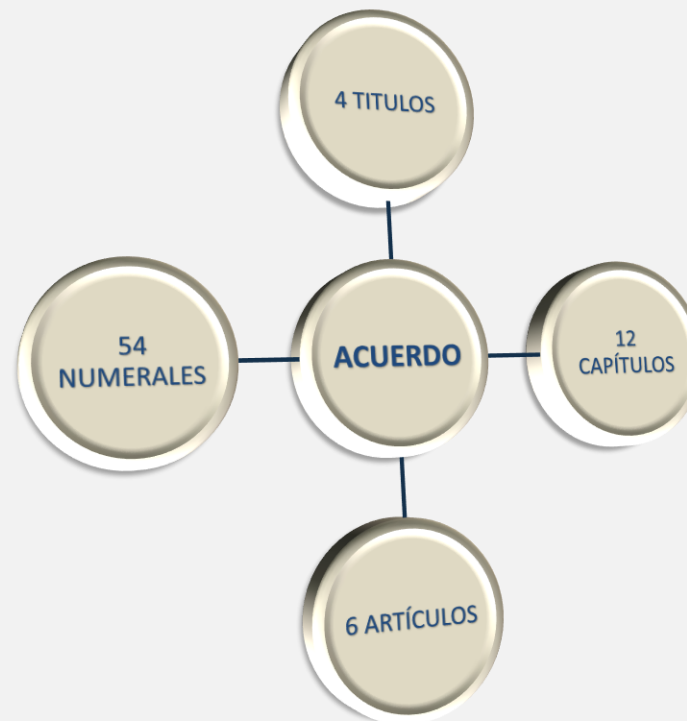 4 TITULOS
54
NUMERALES
ACUERDO
12
CAPÍTULOS
6 ARTÍCULOS